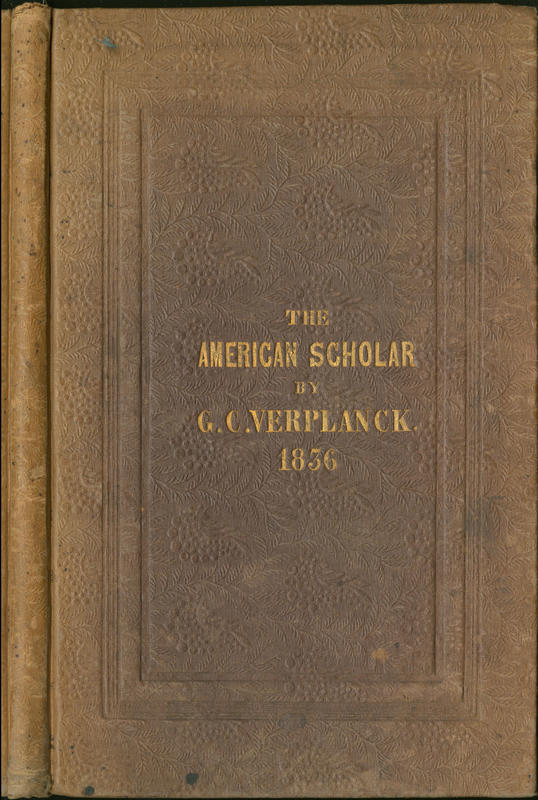 THE
AMERICAN SCHOLAR
BY
G. C. VERPLANCK.
1836